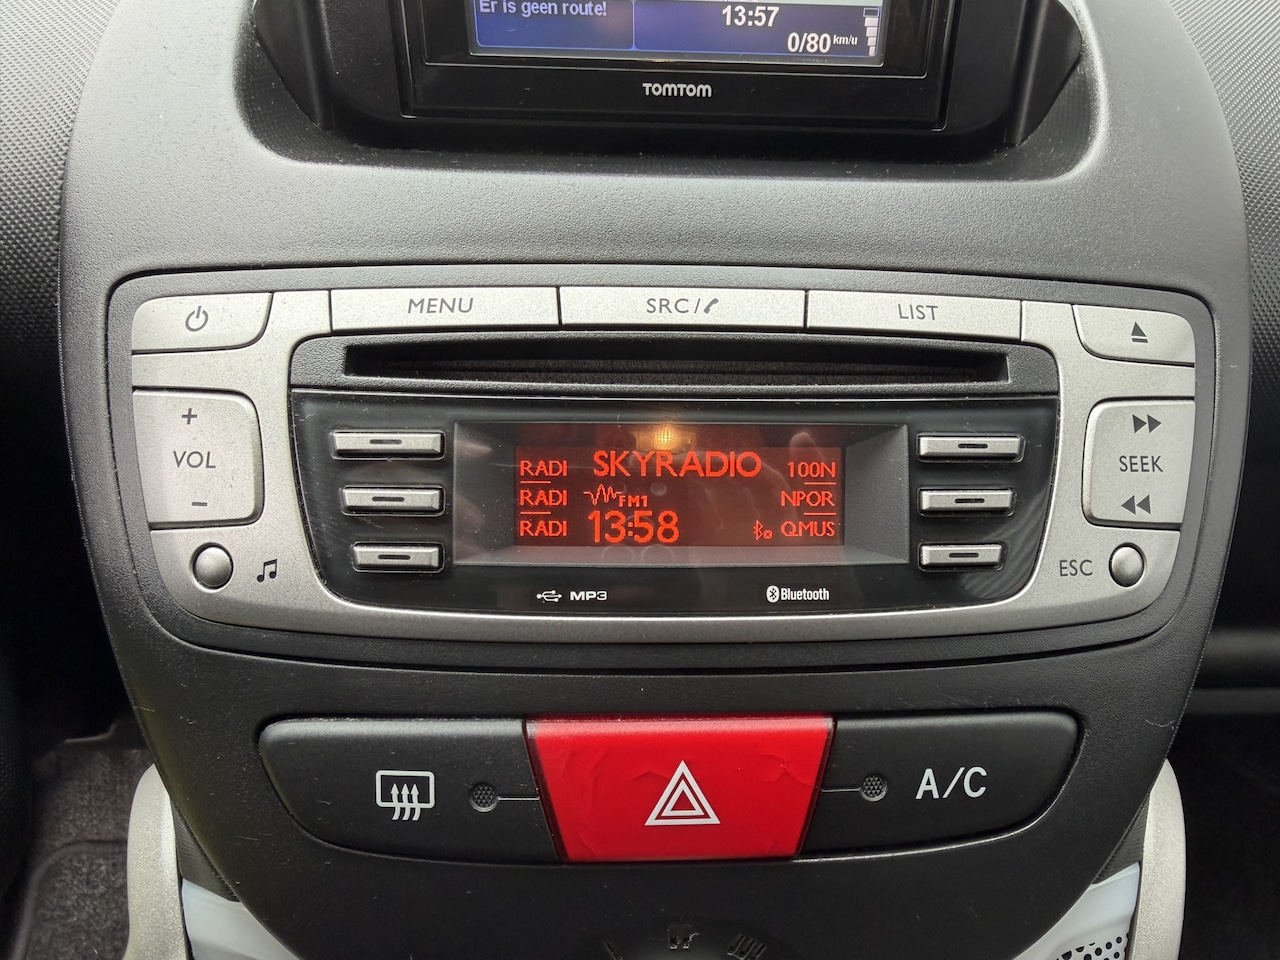 Er is geen route!
13:57
0/80 km/u
TOMTOM
MENU
SRC/
LIST
+
VOL
-
SEEK
RADI SKYRADIO 100N
RADI FM1 NPOR
RADI 13:58 QMUS
ESC
MP3
Bluetooth
A/C